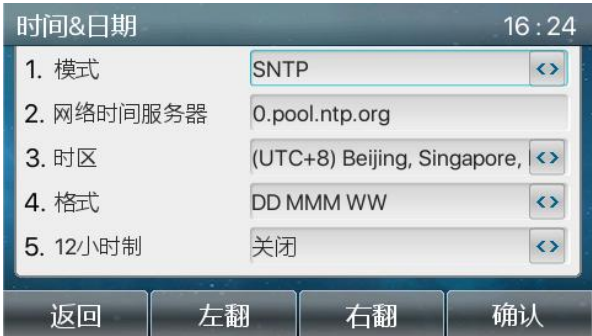 时间&日期 16:24
1. 模式 SNTP
2. 网络时间服务器 0.pool.ntp.org
3. 时区 (UTC+8) Beijing, Singapore,
4. 格式 DD MMM WW
5. 12小时制 关闭
返回 左翻 右翻 确认